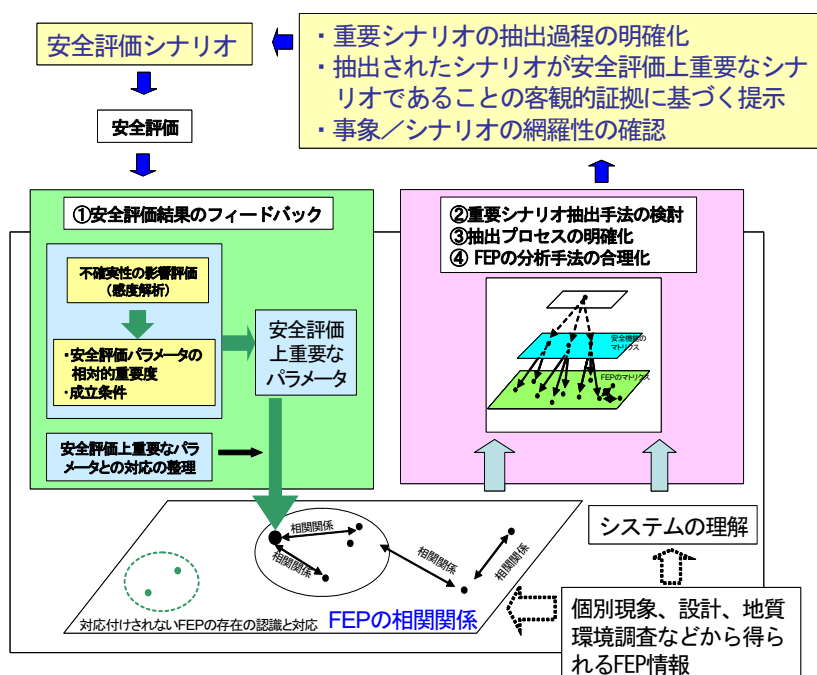 安全評価シナリオ
・重要シナリオの抽出過程の明確化
・抽出されたシナリオが安全評価上重要なシナ
リオであることの客観的証拠に基づく提示
・事象／シナリオの網羅性の確認
安全評価
①安全評価結果のフィードバック
不確実性の影響評価
（感度解析）
・安全評価パラメータの
相対的重要度
・成立条件
安全評価
上重要な
パラメータ
安全評価上重要なパラ
メータとの対応の整理
②重要シナリオ抽出手法の検討
③抽出プロセスの明確化
④ FEPの分析手法の合理化
安全機能の
マトリクス
FEPのマトリクス
相関関係
相関関係
相関関係
相関関係
対応付けされないFEPの存在の認識と対応
FEPの相関関係
システムの理解
個別現象、設計、地質
環境調査などから得ら
れるFEP情報